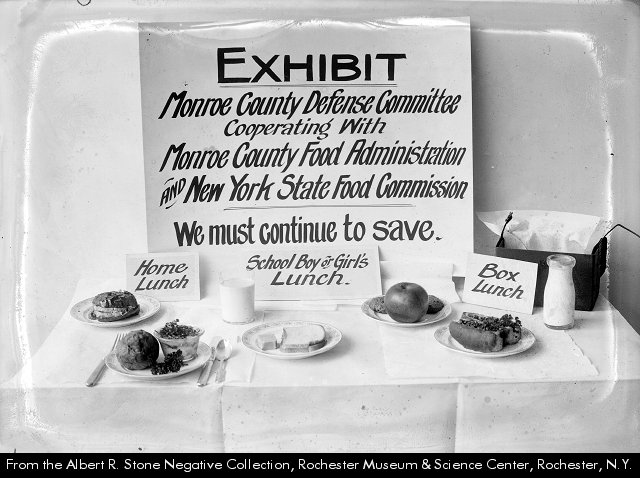 EXHIBIT
Monroe County Defense Committee
Cooperating With
Monroe County Food Administration
AND New York State Food Commission
We must continue to save.
Home
Lunch
School Boy & Girl's
Lunch.
Box
Lunch
From the Albert R. Stone Negative Collection, Rochester Museum & Science Center, Rochester, N.Y.